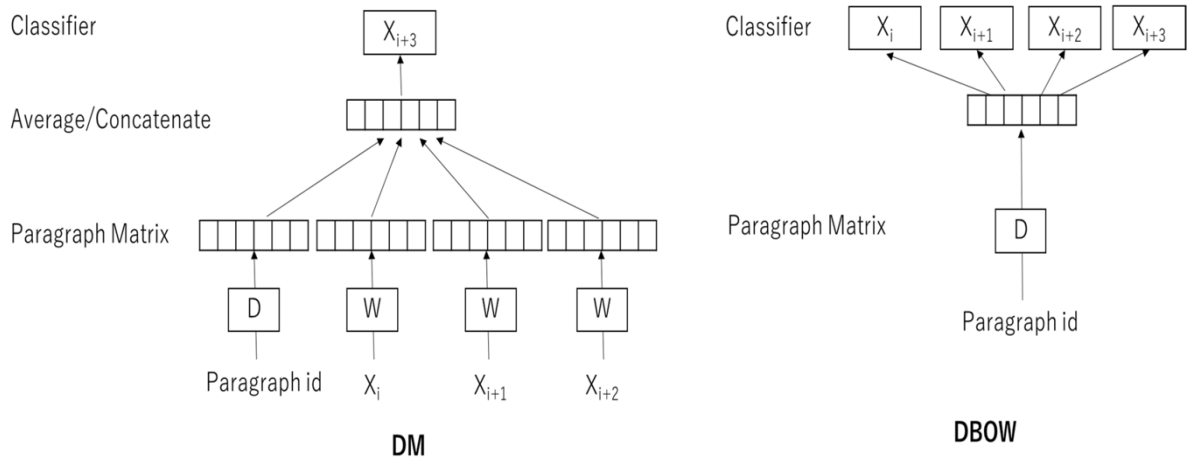 Classifier
X_{i+3}
Average/Concatenate
Paragraph Matrix
D W W W
Paragraph id X_i X_{i+1} X_{i+2}
DM
Classifier
X_i X_{i+1} X_{i+2} X_{i+3}
Paragraph Matrix
D
Paragraph id
DBOW